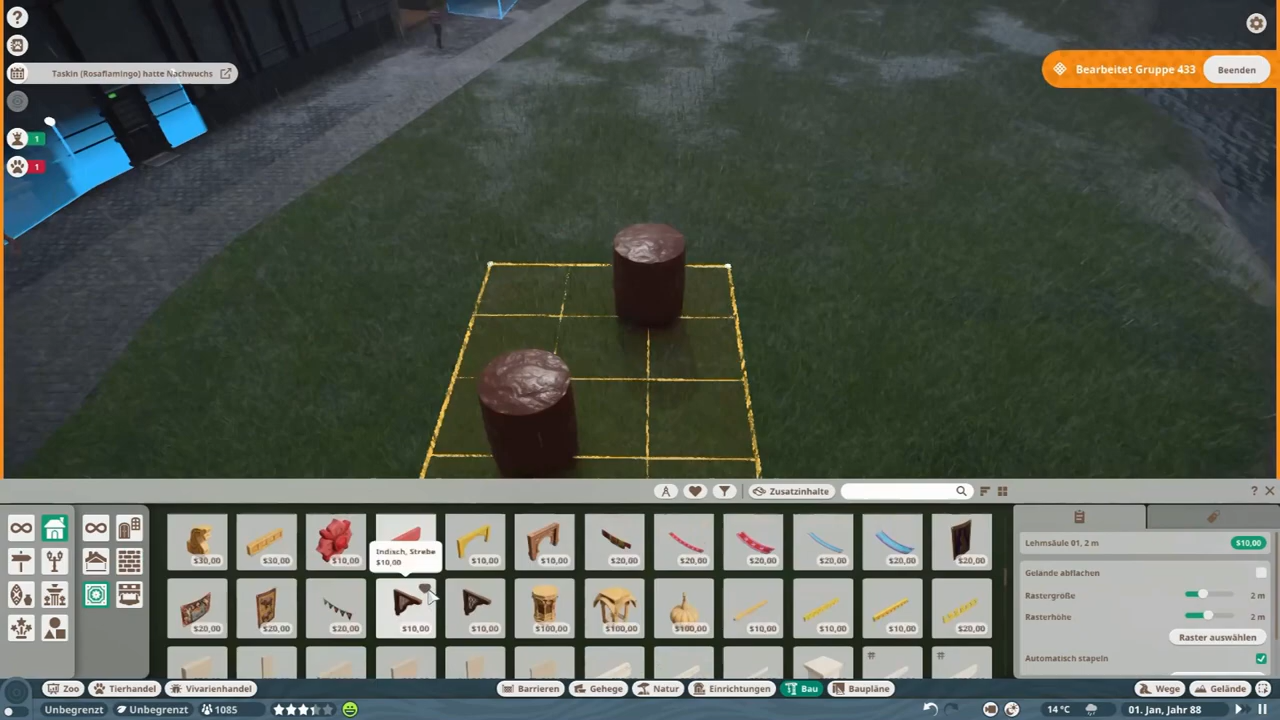 ?
Taskin (Rosaflamingo) hatte Nachwuchs
1
1
Bearbeitet Gruppe 433
Beenden
Zusatzinhalte
? ×
$30,00 $30,00 $10,00 $10,00 $10,00 $20,00 $20,00 $20,00 $20,00 $20,00 $20,00
Indisch, Strebe
$10,00
$20,00 $20,00 $20,00 $10,00 $10,00 $100,00 $100,00 $100,00 $10,00 $10,00 $10,00 $20,00
Lehmsäule 01, 2 m $10,00
Gelände abflachen
Rastergröße 2 m
Rasterhöhe 2 m
Raster auswählen
Automatisch stapeln
Zoo Tierhandel Vivarienhandel Barrieren Gehege Natur Einrichtungen Bau Baupläne Wege Gelände
Unbegrenzt Unbegrenzt 1085 14 °C 01. Jan, Jahr 88